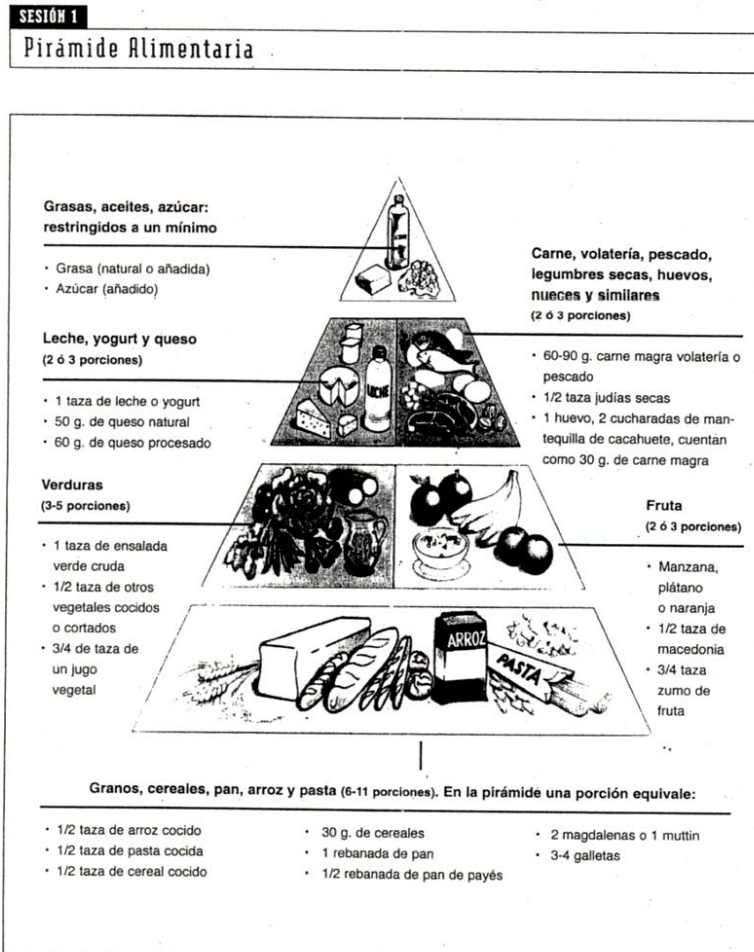 SESIÓN 1
Pirámide Alimentaria
Grasas, aceites, azúcar:
restringidos a un mínimo
· Grasa (natural o añadida)
· Azúcar (añadido)
Carne, volatería, pescado,
legumbres secas, huevos,
nueces y similares
(2 ó 3 porciones)
· 60-90 g. carne magra volatería o
pescado
· 1/2 taza judías secas
· 1 huevo, 2 cucharadas de man-
tequilla de cacahuete, cuentan
como 30 g. de carne magra
Leche, yogurt y queso
(2 ó 3 porciones)
· 1 taza de leche o yogurt
· 50 g. de queso natural
· 60 g. de queso procesado
LECHE
Verduras
(3-5 porciones)
· 1 taza de ensalada
verde cruda
· 1/2 taza de otros
vegetales cocidos
o cortados
· 3/4 de taza de
un jugo
vegetal
Fruta
(2 ó 3 porciones)
· Manzana,
plátano
o naranja
· 1/2 taza de
macedonia
· 3/4 taza
zumo de
fruta
ARROZ
PASTA
Granos, cereales, pan, arroz y pasta (6-11 porciones). En la pirámide una porción equivale:
· 1/2 taza de arroz cocido
· 1/2 taza de pasta cocida
· 1/2 taza de cereal cocido
· 30 g. de cereales
· 1 rebanada de pan
· 1/2 rebanada de pan de payés
· 2 magdalenas o 1 muttin
· 3-4 galletas